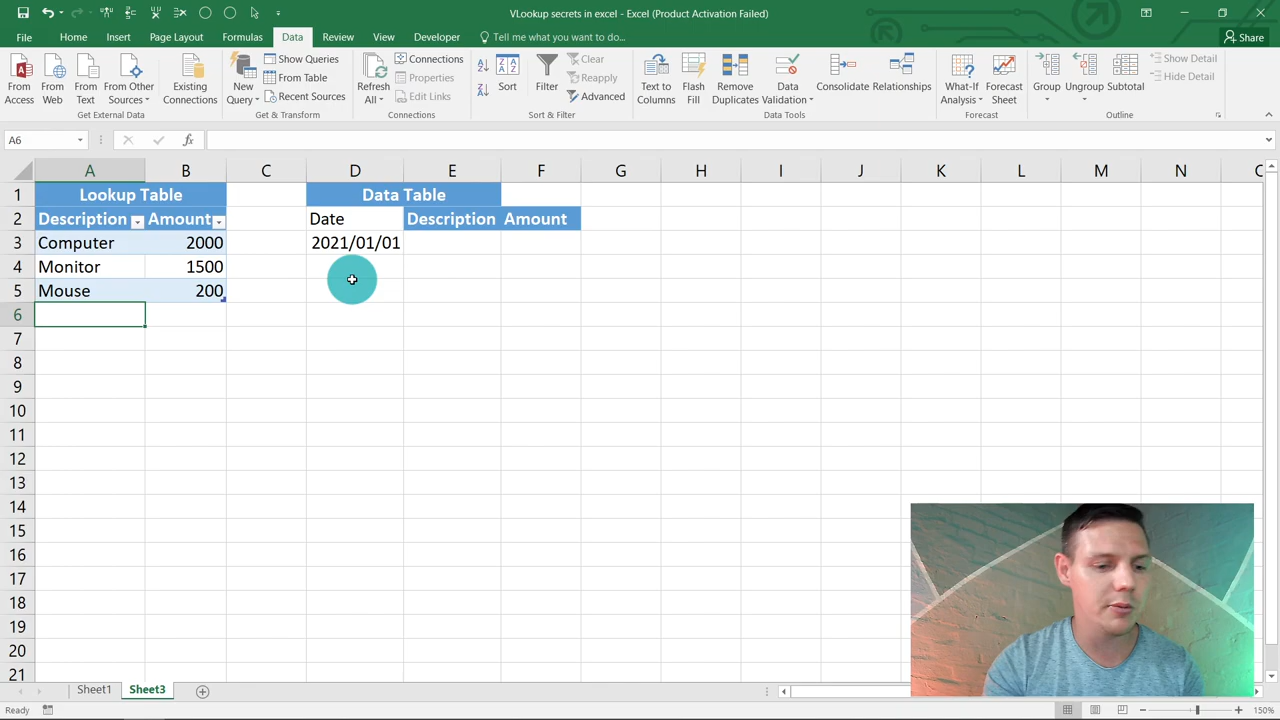 VLookup secrets in excel - Excel (Product Activation Failed)
File Home Insert Page Layout Formulas Data Review View Developer Tell me what you want to do... Share
From Access
From Web
From Text
From Other Sources
Existing Connections
Get External Data
New Query
Show Queries
From Table
Recent Sources
Get & Transform
Refresh All
Connections
Properties
Edit Links
Connections
Sort
Filter
Clear
Reapply
Advanced
Sort & Filter
Text to Columns
Flash Fill
Remove Duplicates
Data Validation
Consolidate
Relationships
Data Tools
What-If Analysis
Forecast Sheet
Forecast
Group
Ungroup
Subtotal
Show Detail
Hide Detail
Outline
A6 fx
A B C D E F G H I J K L M N
1 Lookup Table Data Table
2 Description Amount Date Description Amount
3 Computer 2000 2021/01/01
4 Monitor 1500
5 Mouse 200
6
7
8
9
10
11
12
13
14
15
16
17
18
19
20
21
Sheet1 Sheet3
Ready 150%